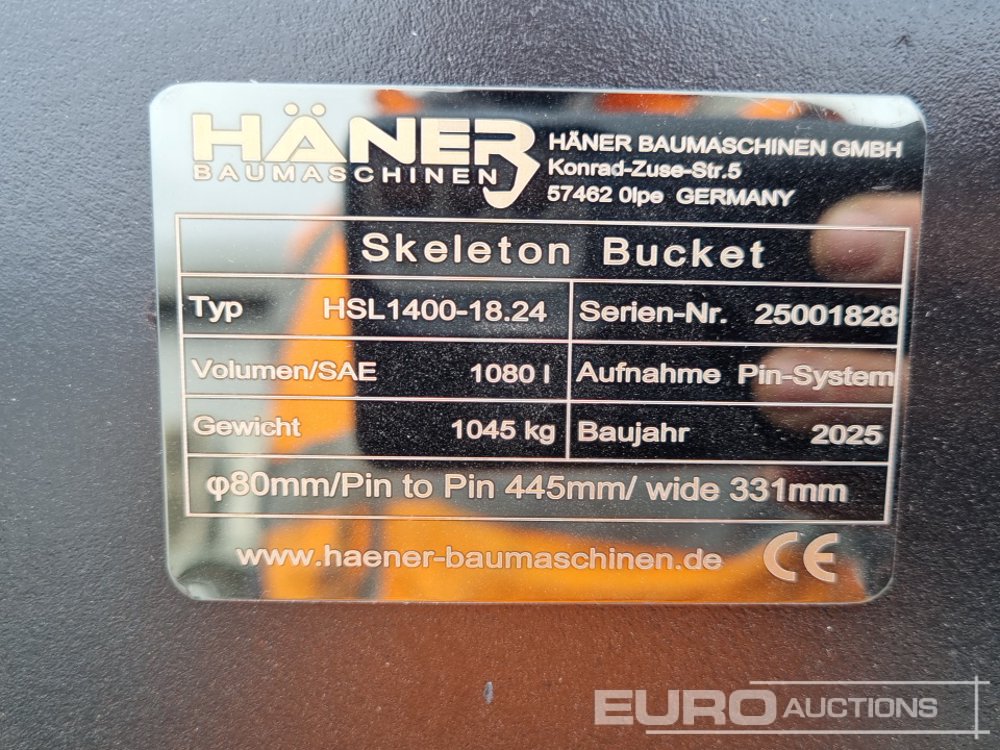 HÄNER
BAUMASCHINEN
HÄNER BAUMASCHINEN GMBH
Konrad-Zuse-Str.5
57462 Olpe GERMANY
Skeleton Bucket
Typ HSL1400-18.24 Serien-Nr. 25001828
Volumen/SAE 1080 l Aufnahme Pin-System
Gewicht 1045 kg Baujahr 2025
φ80mm/Pin to Pin 445mm/ wide 331mm
www.haener-baumaschinen.de CE
EURO AUCTIONS